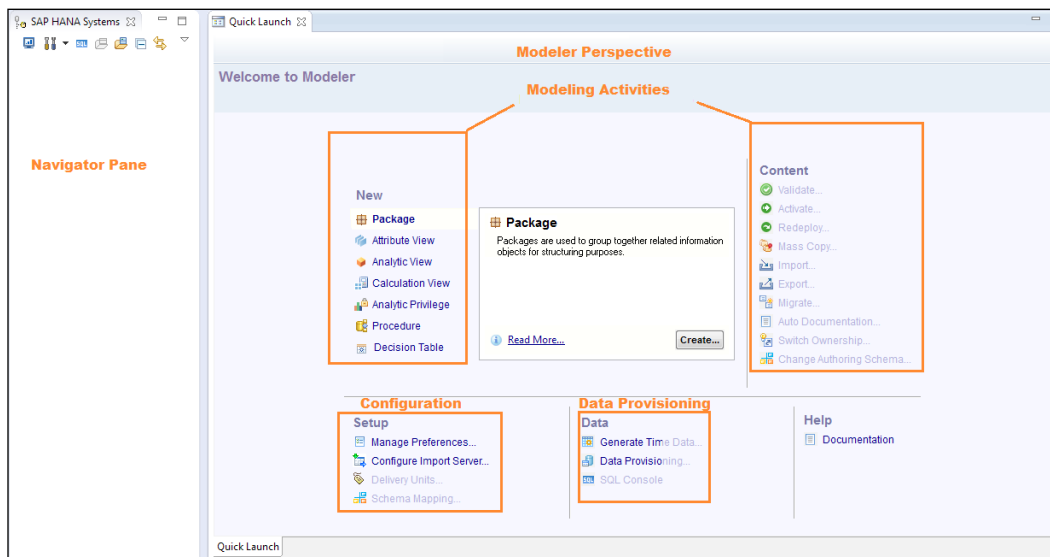 SAP HANA Systems
Quick Launch
Modeler Perspective
Welcome to Modeler
Modeling Activities
Navigator Pane
New
Package
Attribute View
Analytic View
Calculation View
Analytic Privilege
Procedure
Decision Table
Package
Packages are used to group together related information
objects for structuring purposes.
Read More...
Create...
Content
Validate...
Activate...
Redeploy...
Mass Copy...
Import...
Export...
Migrate...
Auto Documentation...
Switch Ownership...
Change Authoring Schema...
Configuration
Setup
Manage Preferences...
Configure Import Server...
Delivery Units...
Schema Mapping...
Data Provisioning
Data
Generate Time Data...
Data Provisioning...
SQL SQL Console
Help
Documentation
Quick Launch